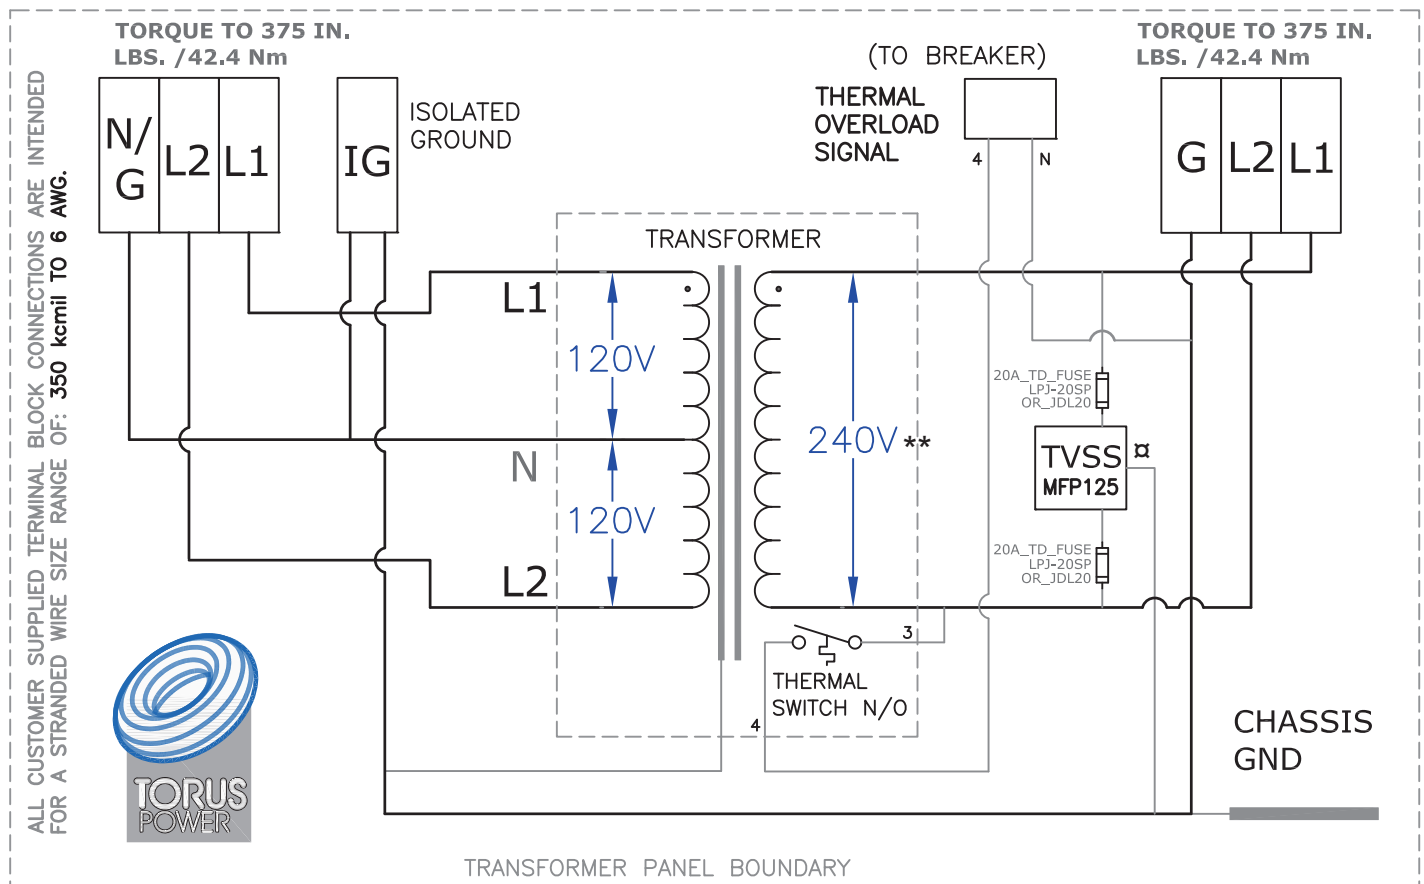 TORQUE TO 375 IN.
LBS. /42.4 Nm
ALL CUSTOMER SUPPLIED TERMINAL BLOCK CONNECTIONS ARE INTENDED
FOR A STRANDED WIRE SIZE RANGE OF: 350 kcmil TO 6 AWG.
N/
G
L2
L1
IG
ISOLATED
GROUND
(TO BREAKER)
THERMAL
OVERLOAD
SIGNAL
4
N
TORQUE TO 375 IN.
LBS. /42.4 Nm
G
L2
L1
TRANSFORMER
L1
120V
N
120V
L2
240V**
20A_TD_FUSE
LPJ-20SP
OR_JDL20
TVSS ¤
MFP125
20A_TD_FUSE
LPJ-20SP
OR_JDL20
3
THERMAL
SWITCH N/O
4
CHASSIS
GND
TORUS
POWER
TRANSFORMER PANEL BOUNDARY